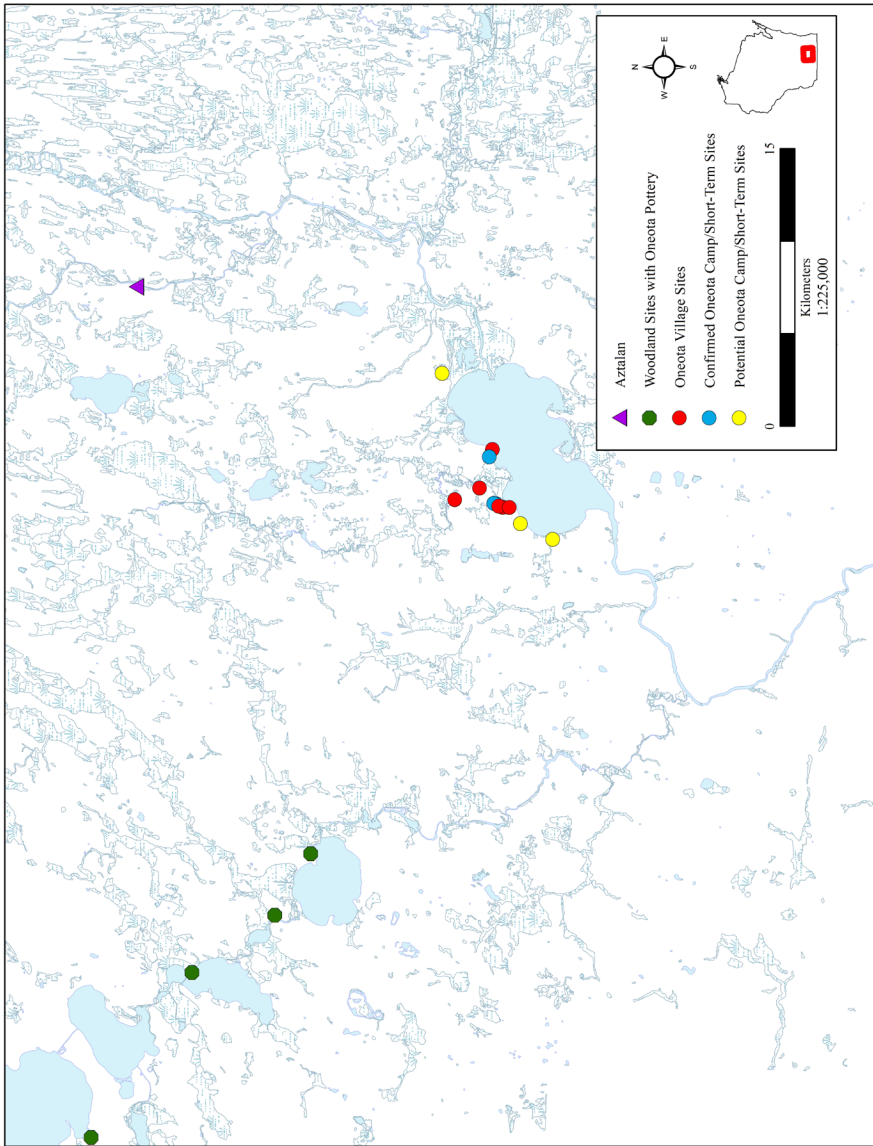 N
W
E
S
Aztalan
Woodland Sites with Oneota Pottery
Oneota Village Sites
Confirmed Oneota Camp/Short-Term Sites
Potential Oneota Camp/Short-Term Sites
0
15
Kilometers
1:225,000